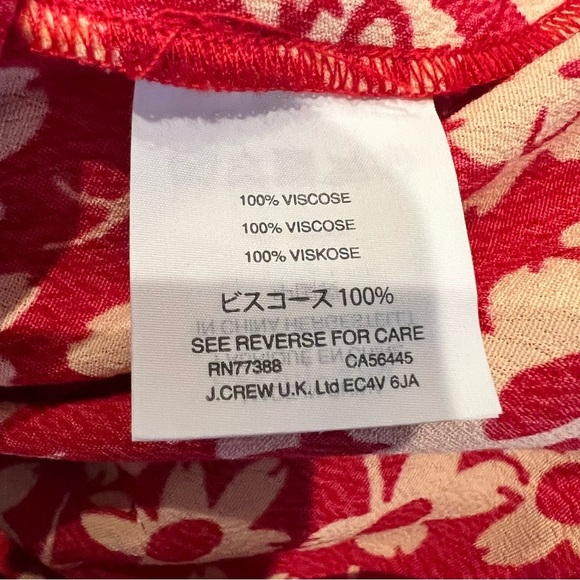 100% VISCOSE
100% VISCOSE
100% VISKOSE
ビスコース 100%
SEE REVERSE FOR CARE
RN77388 CA56445
J.CREW U.K. Ltd EC4V 6JA